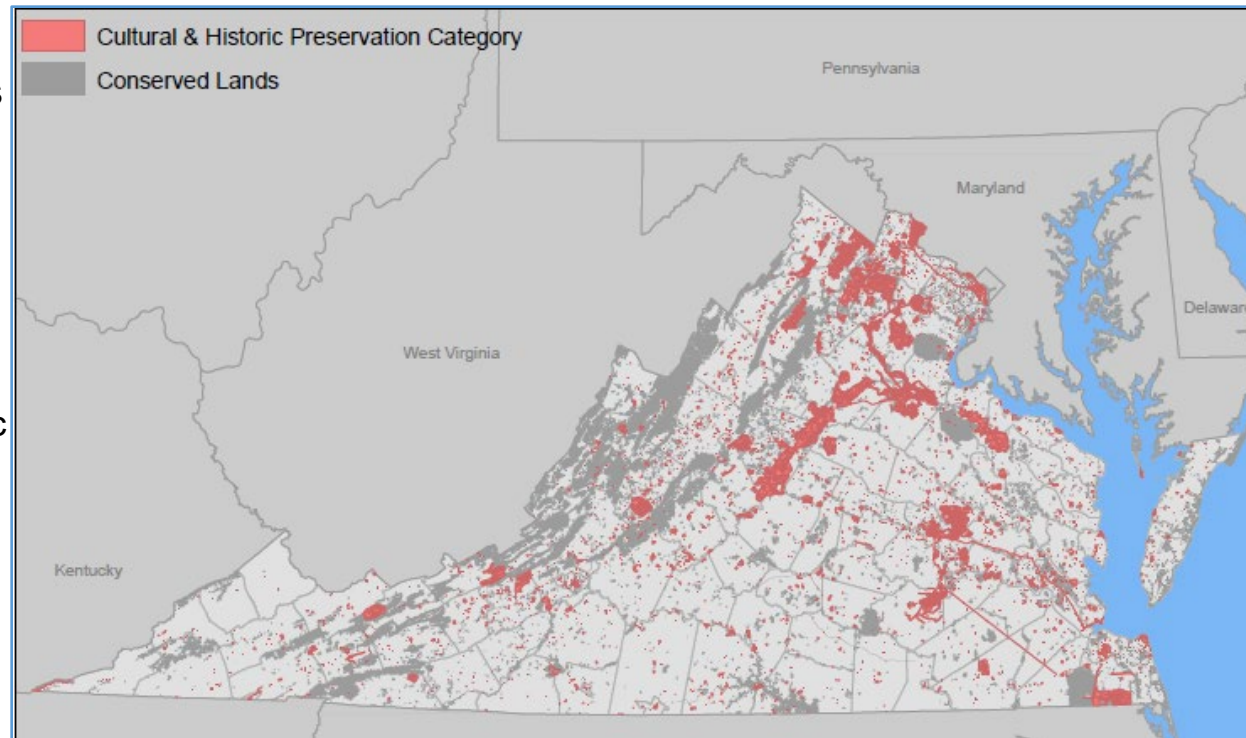 Cultural & Historic Preservation Category
Conserved Lands
Pennsylvania
Maryland
Delaware
West Virginia
Kentucky
s
c